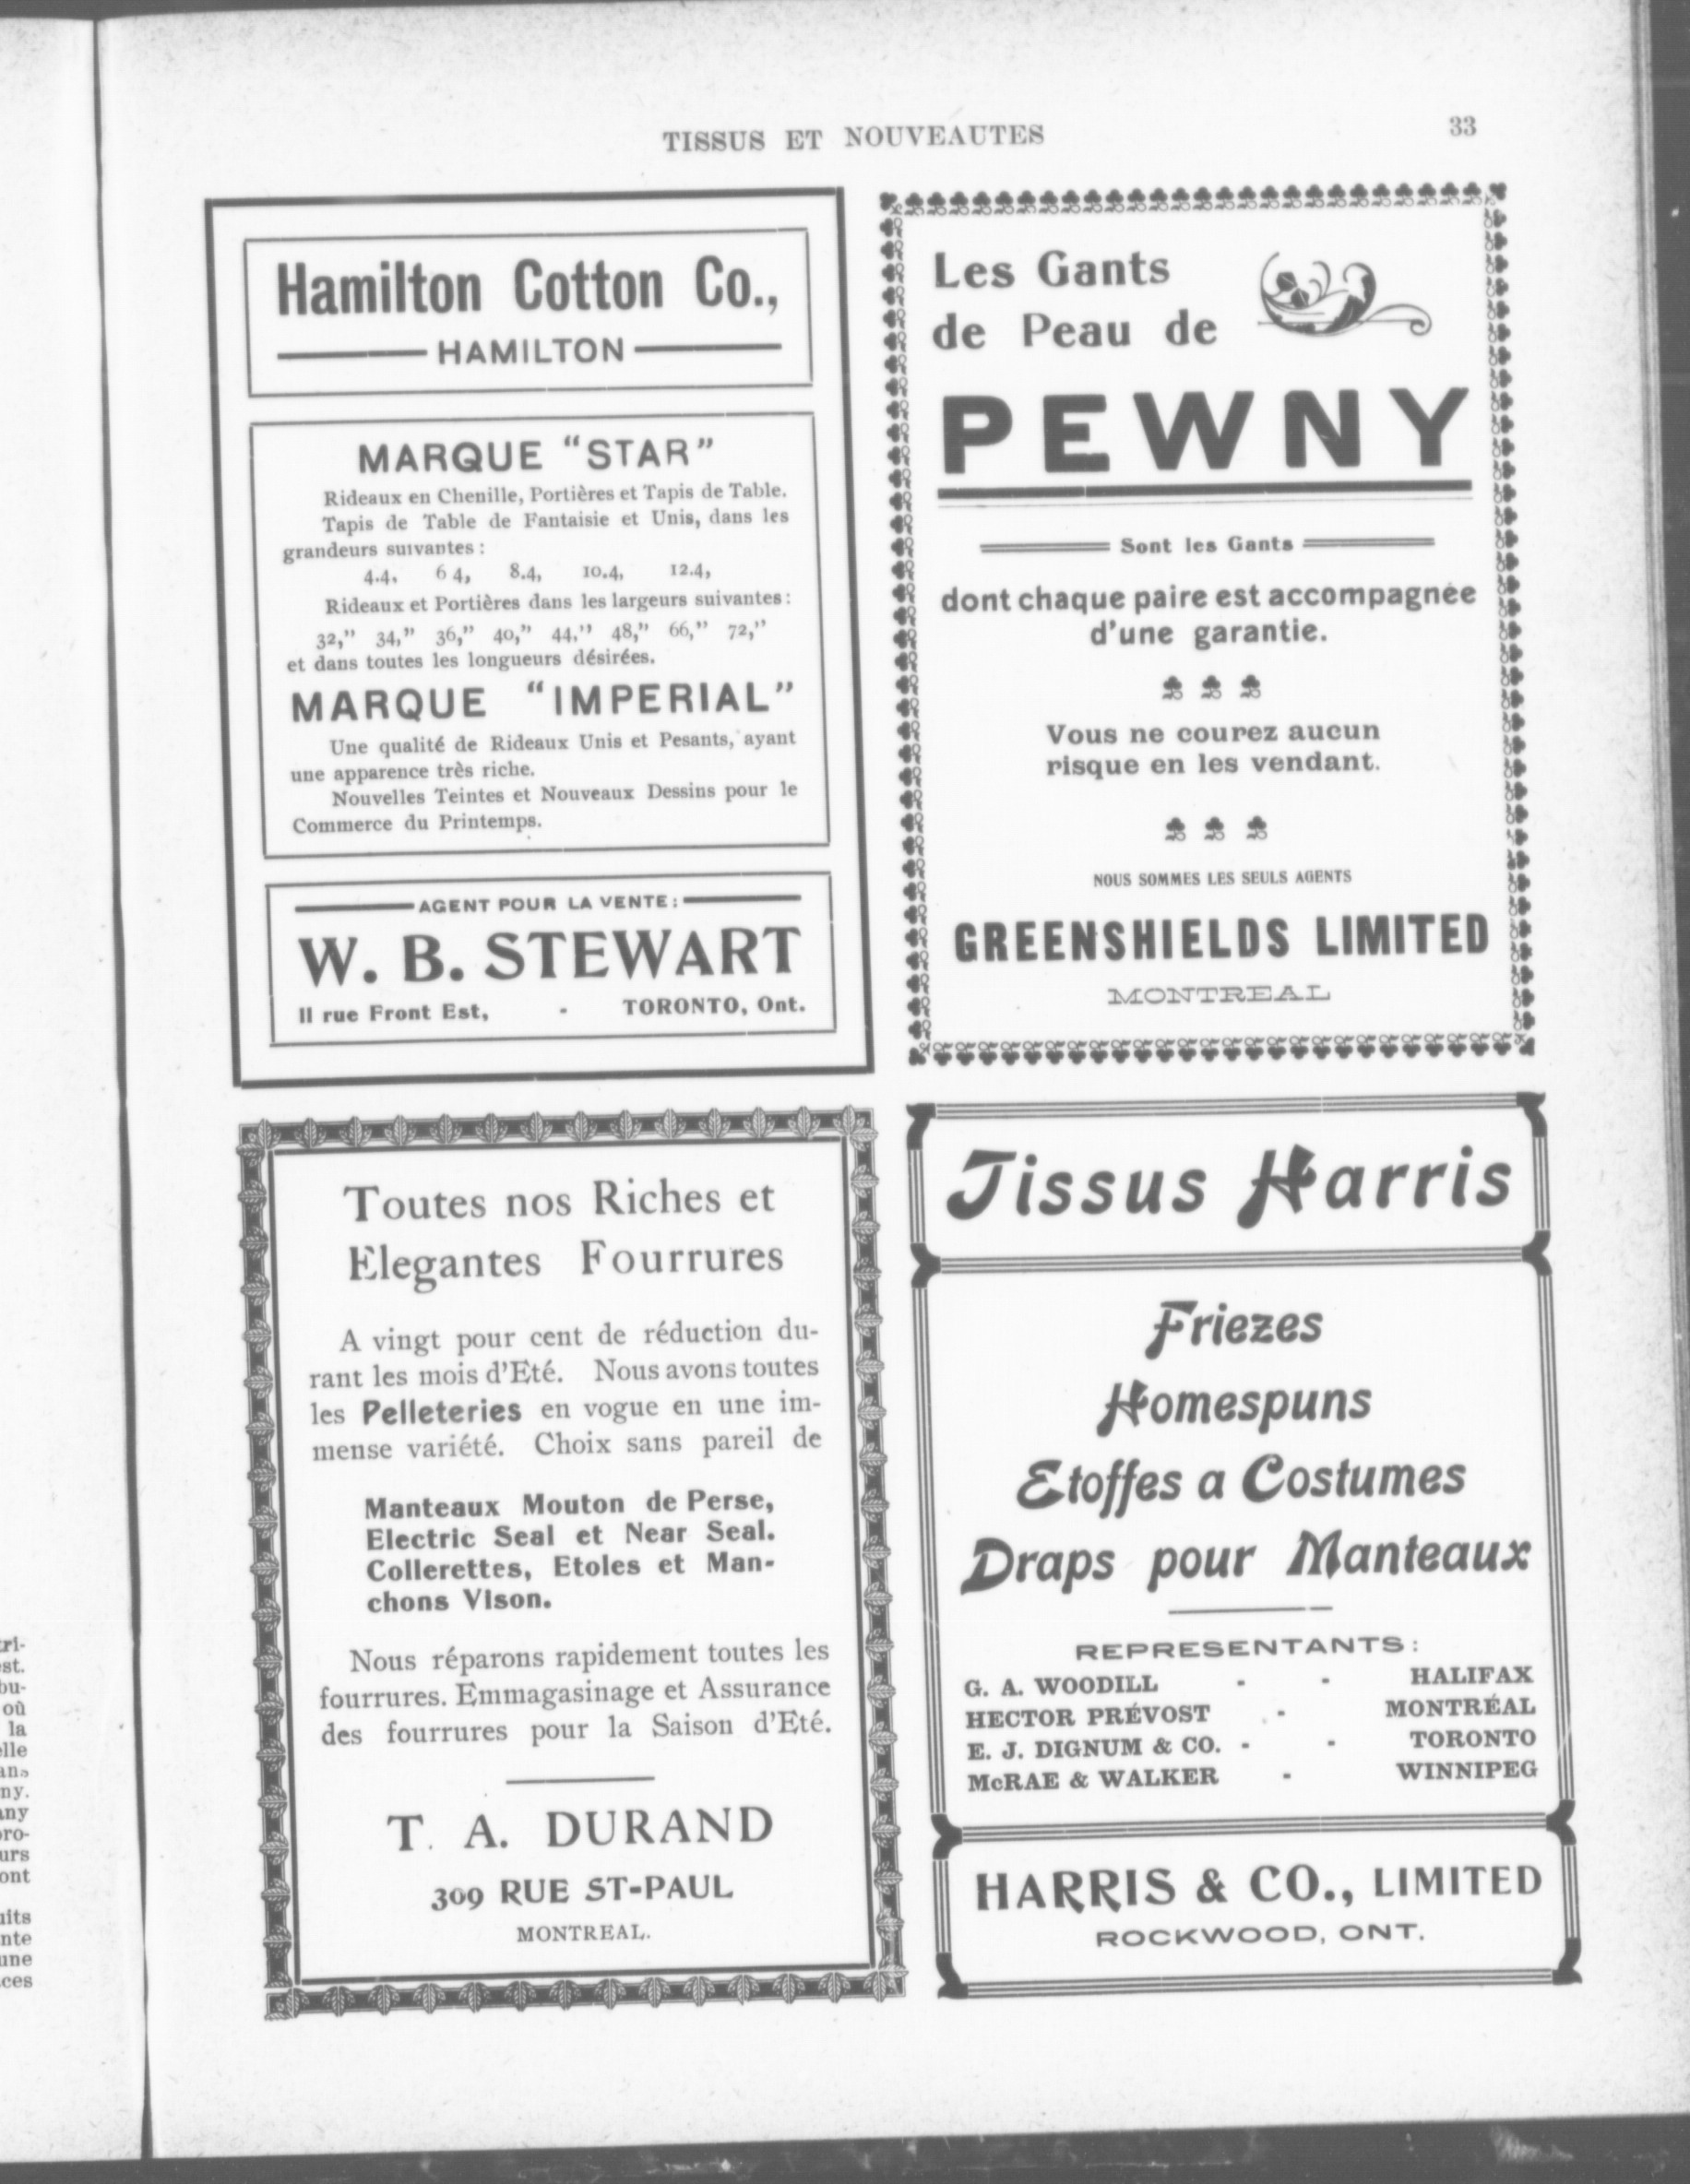 TISSUS ET NOUVEAUTES
33
Hamilton Cotton Co.,
HAMILTON
MARQUE "STAR"
Rideaux en Chenille, Portières et Tapis de Table.
Tapis de Table de Fantaisie et Unis, dans les
grandeurs suivantes :
4.4, 6 4, 8.4, 10.4, 12.4,
Rideaux et Portières dans les largeurs suivantes :
32," 34," 36," 40," 44," 48," 66," 72,"
et dans toutes les longueurs désirées.
MARQUE "IMPERIAL"
Une qualité de Rideaux Unis et Pesants, ayant
une apparence très riche.
Nouvelles Teintes et Nouveaux Dessins pour le
Commerce du Printemps.
AGENT POUR LA VENTE :
W. B. STEWART
11 rue Front Est, - TORONTO, Ont.
Les Gants
de Peau de
PEWNY
Sont les Gants
dont chaque paire est accompagnée
d'une garantie.
Vous ne courez aucun
risque en les vendant.
NOUS SOMMES LES SEULS AGENTS
GREENSHIELDS LIMITED
MONTREAL
Toutes nos Riches et
Elegantes Fourrures
A vingt pour cent de réduction du-
rant les mois d'Eté. Nous avons toutes
les Pelleteries en vogue en une im-
mense variété. Choix sans pareil de
Manteaux Mouton de Perse,
Electric Seal et Near Seal.
Collerettes, Etoles et Man-
chons Vison.
Nous réparons rapidement toutes les
fourrures. Emmagasinage et Assurance
des fourrures pour la Saison d'Eté.
T. A. DURAND
309 RUE ST-PAUL
MONTREAL.
Tissus Harris
Friezes
Homespuns
Etoffes a Costumes
Draps pour Manteaux
REPRESENTANTS :
G. A. WOODILL - - HALIFAX
HECTOR PRÉVOST - MONTRÉAL
E. J. DIGNUM & CO. - - TORONTO
McRAE & WALKER - WINNIPEG
HARRIS & CO., LIMITED
ROCKWOOD, ONT.